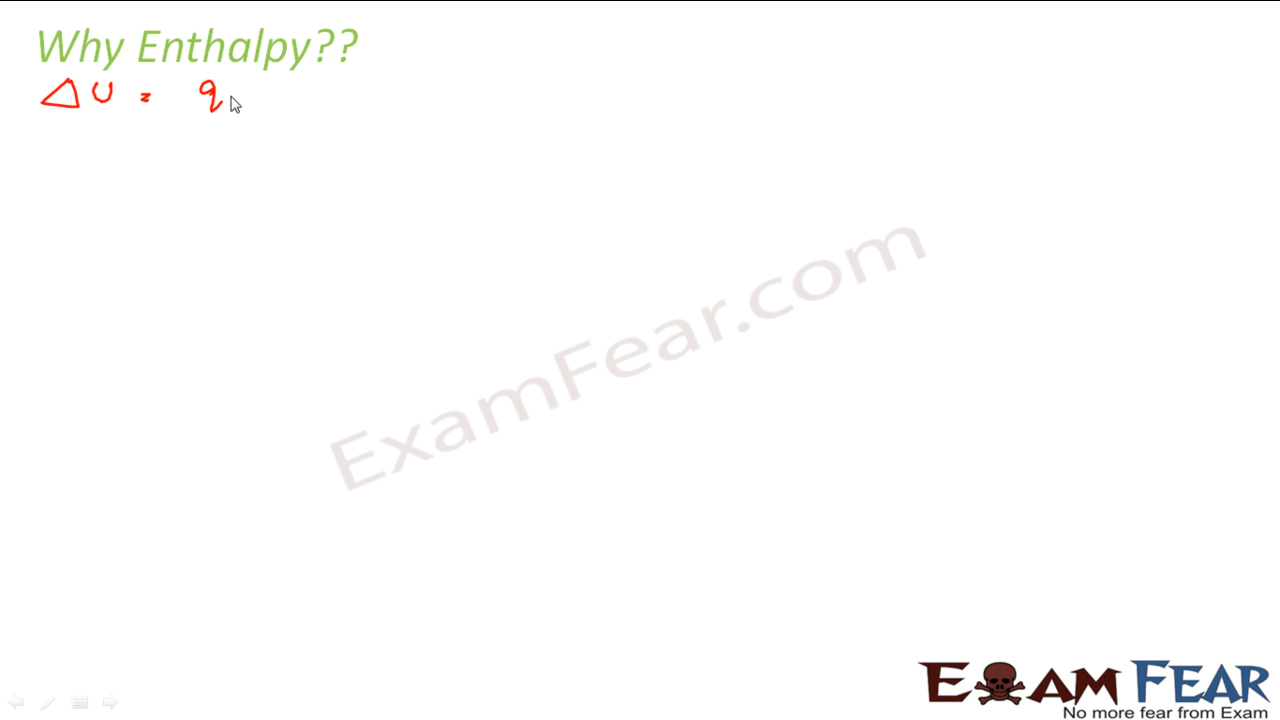 Why Enthalpy??
ΔU = q
ExamFear.com
EXAM FEAR
No more fear from Exam